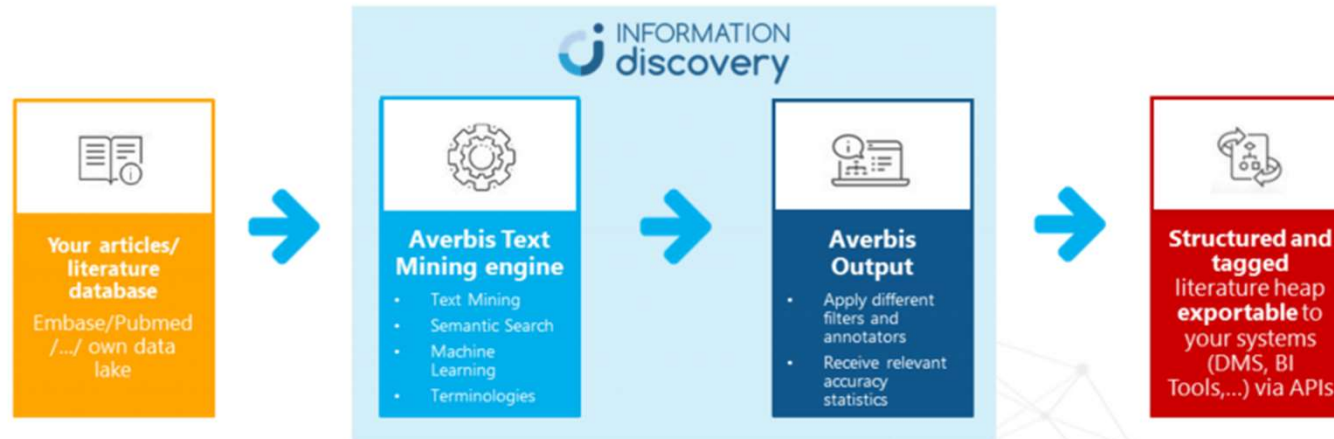 INFORMATION
discovery
Your articles/
literature
database
Embase/Pubmed
/.../ own data
lake
Averbis Text
Mining engine
• Text Mining
• Semantic Search
• Machine
Learning
• Terminologies
Averbis
Output
• Apply different
filters and
annotators
• Receive relevant
accuracy
statistics
Structured and
tagged
literature heap
exportable to
your systems
(DMS, BI
Tools,...) via APIs